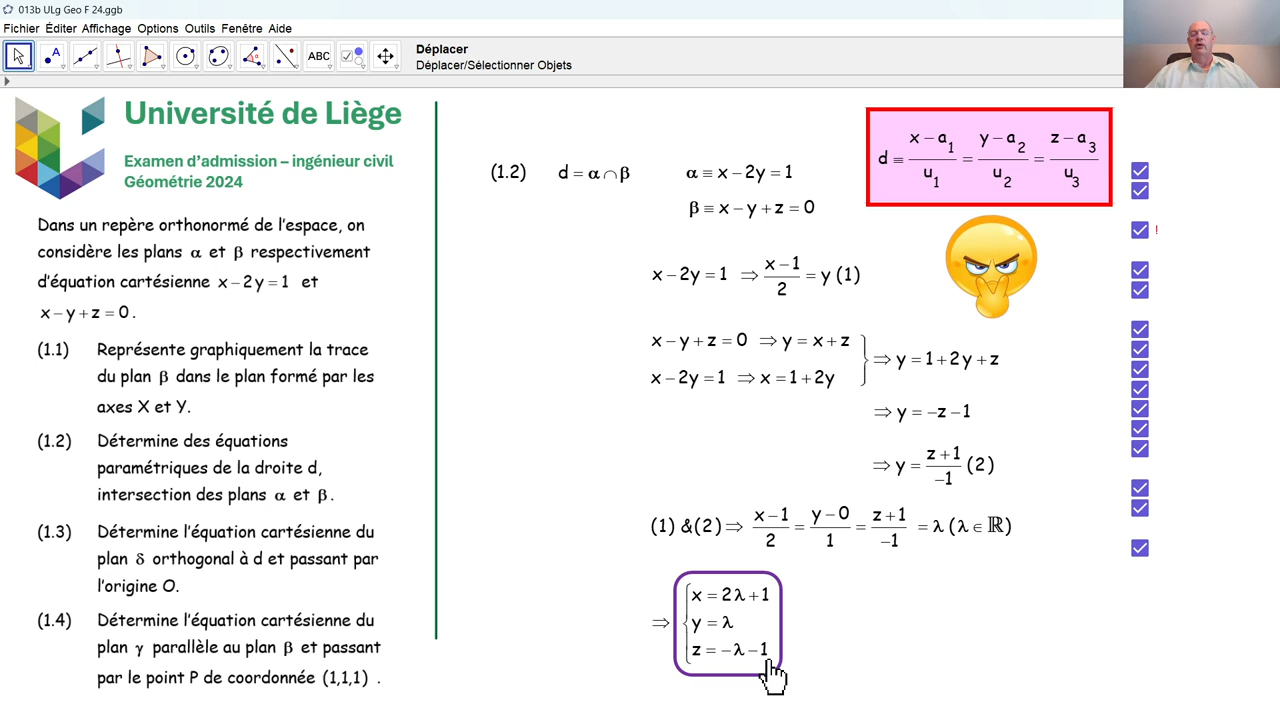 013b ULg Geo F 24.ggb
Fichier Éditer Affichage Options Outils Fenêtre Aide
ABC
Déplacer
Déplacer/Sélectionner Objets
Université de Liège
Examen d'admission – ingénieur civil
Géométrie 2024
Dans un repère orthonormé de l'espace, on
considère les plans α et β respectivement
d'équation cartésienne x – 2y = 1 et
x – y + z = 0 .
(1.1) Représente graphiquement la trace
du plan β dans le plan formé par les
axes X et Y.
(1.2) Détermine des équations
paramétriques de la droite d,
intersection des plans α et β .
(1.3) Détermine l'équation cartésienne du
plan δ orthogonal à d et passant par
l'origine O.
(1.4) Détermine l'équation cartésienne du
plan γ parallèle au plan β et passant
par le point P de coordonnée (1,1,1) .
(1.2) d = α ∩ β α ≡ x – 2y = 1
β ≡ x – y + z = 0
d ≡ (x – a₁)/u₁ = (y – a₂)/u₂ = (z – a₃)/u₃
!
x – 2y = 1 ⇒ (x – 1)/2 = y (1)
x – y + z = 0 ⇒ y = x + z
x – 2y = 1 ⇒ x = 1 + 2y
⇒ y = 1 + 2y + z
⇒ y = –z – 1
⇒ y = (z + 1)/–1 (2)
(1) &(2) ⇒ (x – 1)/2 = (y – 0)/1 = (z + 1)/–1 = λ (λ ∈ ℝ)
⇒ { x = 2λ + 1
y = λ
z = –λ – 1